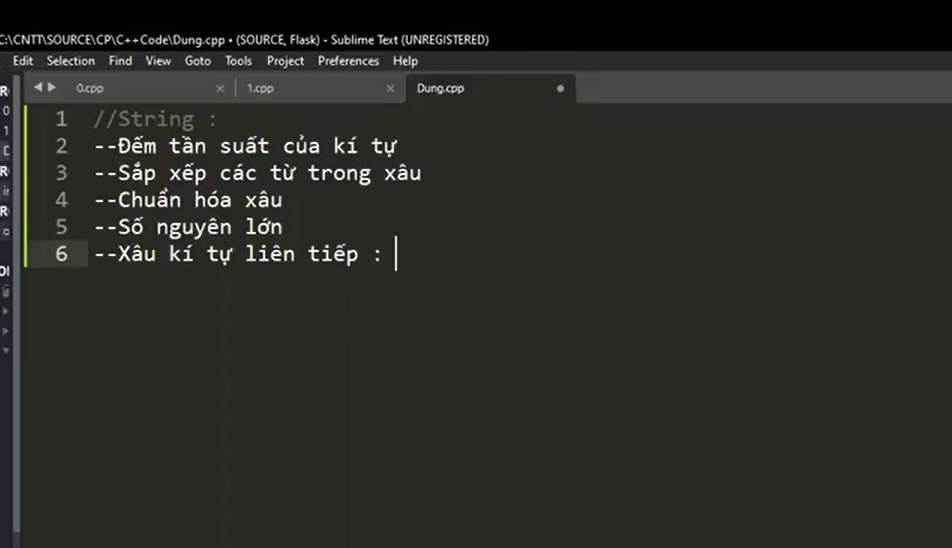 C:\CNTT\SOURCE\CP\C++Code\Dung.cpp • (SOURCE, Flask) - Sublime Text (UNREGISTERED)
Edit Selection Find View Goto Tools Project Preferences Help
0.cpp × 1.cpp × Dung.cpp
1 //String :
2 --Đếm tần suất của kí tự
3 --Sắp xếp các từ trong xâu
4 --Chuẩn hóa xâu
5 --Số nguyên lớn
6 --Xâu kí tự liên tiếp :